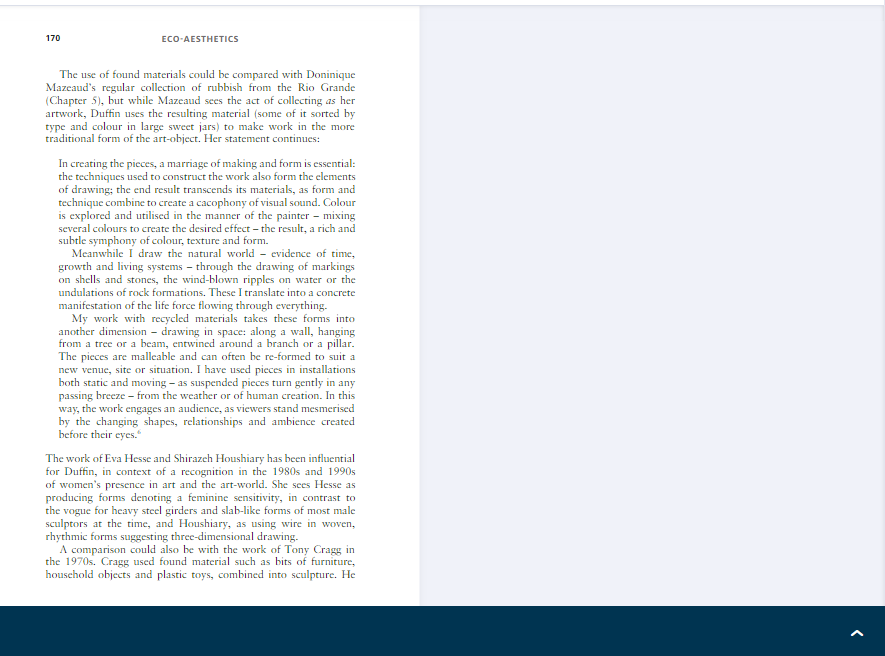 170
ECO-AESTHETICS
The use of found materials could be compared with Doninique
Mazeaud's regular collection of rubbish from the Rio Grande
(Chapter 5), but while Mazeaud sees the act of collecting as her
artwork, Duffin uses the resulting material (some of it sorted by
type and colour in large sweet jars) to make work in the more
traditional form of the art-object. Her statement continues:
In creating the pieces, a marriage of making and form is essential:
the techniques used to construct the work also form the elements
of drawing; the end result transcends its materials, as form and
technique combine to create a cacophony of visual sound. Colour
is explored and utilised in the manner of the painter – mixing
several colours to create the desired effect – the result, a rich and
subtle symphony of colour, texture and form.
Meanwhile I draw the natural world – evidence of time,
growth and living systems – through the drawing of markings
on shells and stones, the wind-blown ripples on water or the
undulations of rock formations. These I translate into a concrete
manifestation of the life force flowing through everything.
My work with recycled materials takes these forms into
another dimension – drawing in space: along a wall, hanging
from a tree or a beam, entwined around a branch or a pillar.
The pieces are malleable and can often be re-formed to suit a
new venue, site or situation. I have used pieces in installations
both static and moving – as suspended pieces turn gently in any
passing breeze – from the weather or of human creation. In this
way, the work engages an audience, as viewers stand mesmerised
by the changing shapes, relationships and ambience created
before their eyes.⁶
The work of Eva Hesse and Shirazeh Houshiary has been influential
for Duffin, in context of a recognition in the 1980s and 1990s
of women's presence in art and the art-world. She sees Hesse as
producing forms denoting a feminine sensitivity, in contrast to
the vogue for heavy steel girders and slab-like forms of most male
sculptors at the time, and Houshiary, as using wire in woven,
rhythmic forms suggesting three-dimensional drawing.
A comparison could also be with the work of Tony Cragg in
the 1970s. Cragg used found material such as bits of furniture,
household objects and plastic toys, combined into sculpture. He